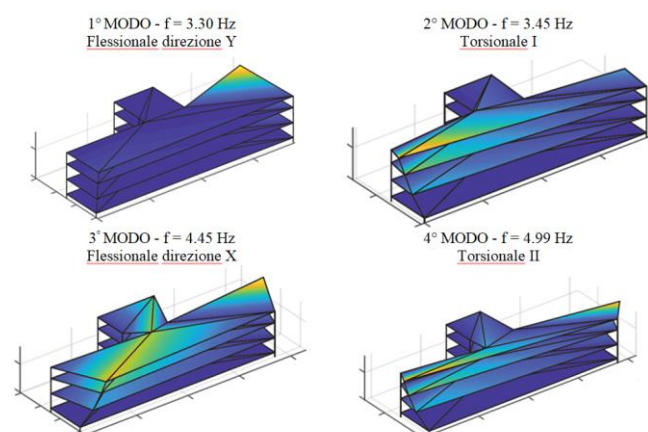 1° MODO - f = 3.30 Hz
Flessionale direzione Y
2° MODO - f = 3.45 Hz
Torsionale I
3° MODO - f = 4.45 Hz
Flessionale direzione X
4° MODO - f = 4.99 Hz
Torsionale II